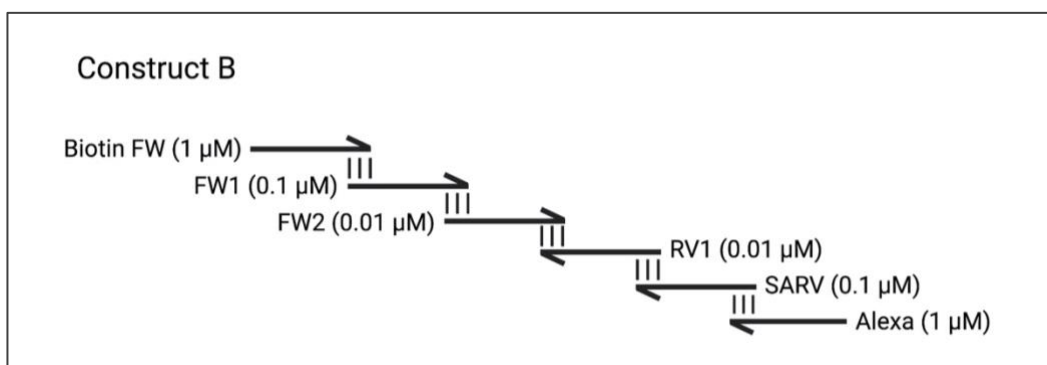 Construct B
Biotin FW (1 μM)
FW1 (0.1 μM)
FW2 (0.01 μM)
RV1 (0.01 μM)
SARV (0.1 μM)
Alexa (1 μM)